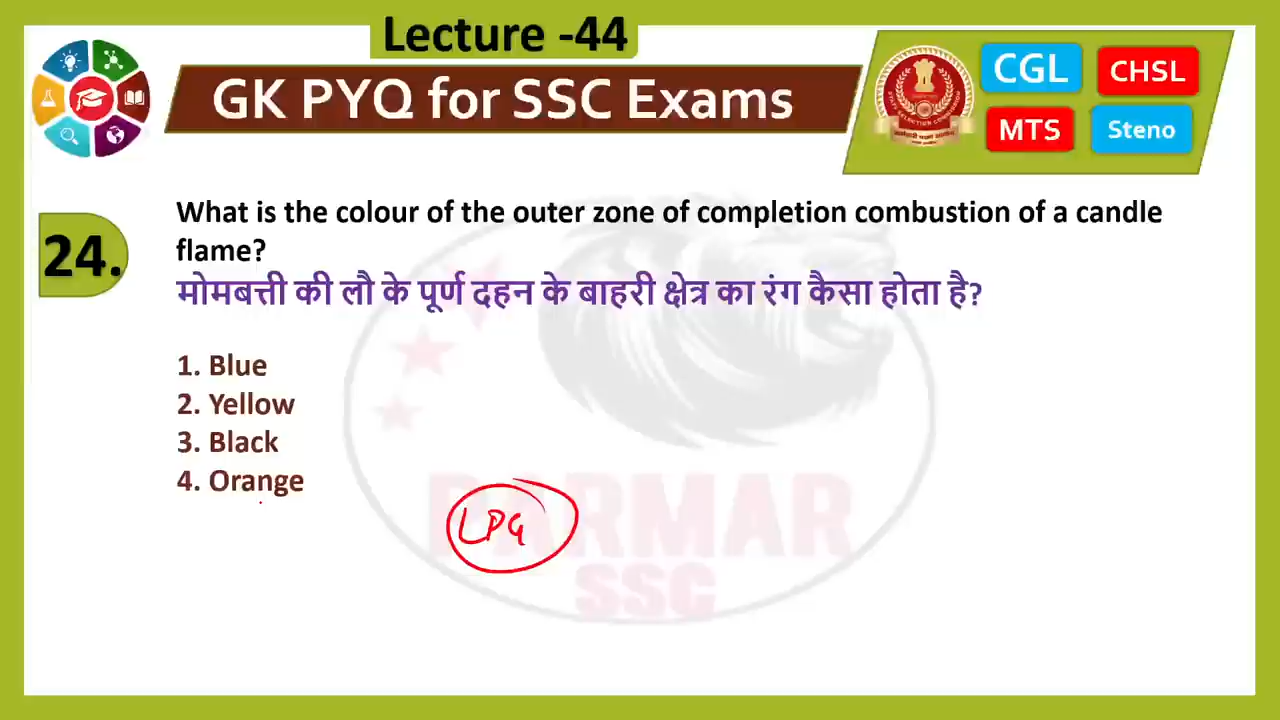 Lecture -44
GK PYQ for SSC Exams
CGL
CHSL
MTS
Steno
24.
What is the colour of the outer zone of completion combustion of a candle
flame?
मोमबत्ती की लौ के पूर्ण दहन के बाहरी क्षेत्र का रंग कैसा होता है?
1. Blue
2. Yellow
3. Black
4. Orange
LPG
PARMAR
SSC